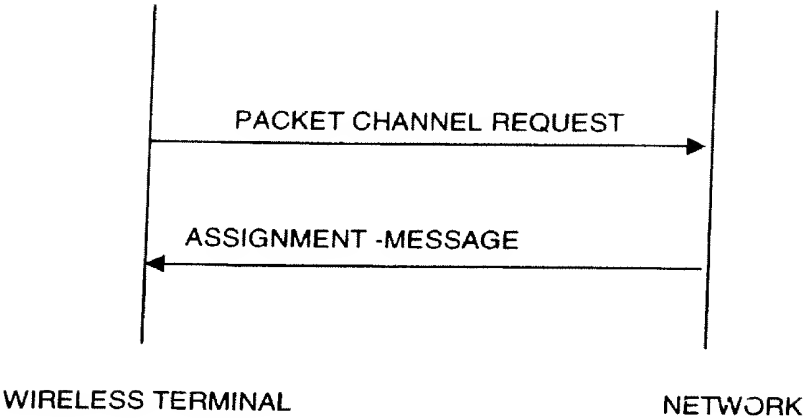 PACKET CHANNEL REQUEST
ASSIGNMENT -MESSAGE
WIRELESS TERMINAL
NETWORK